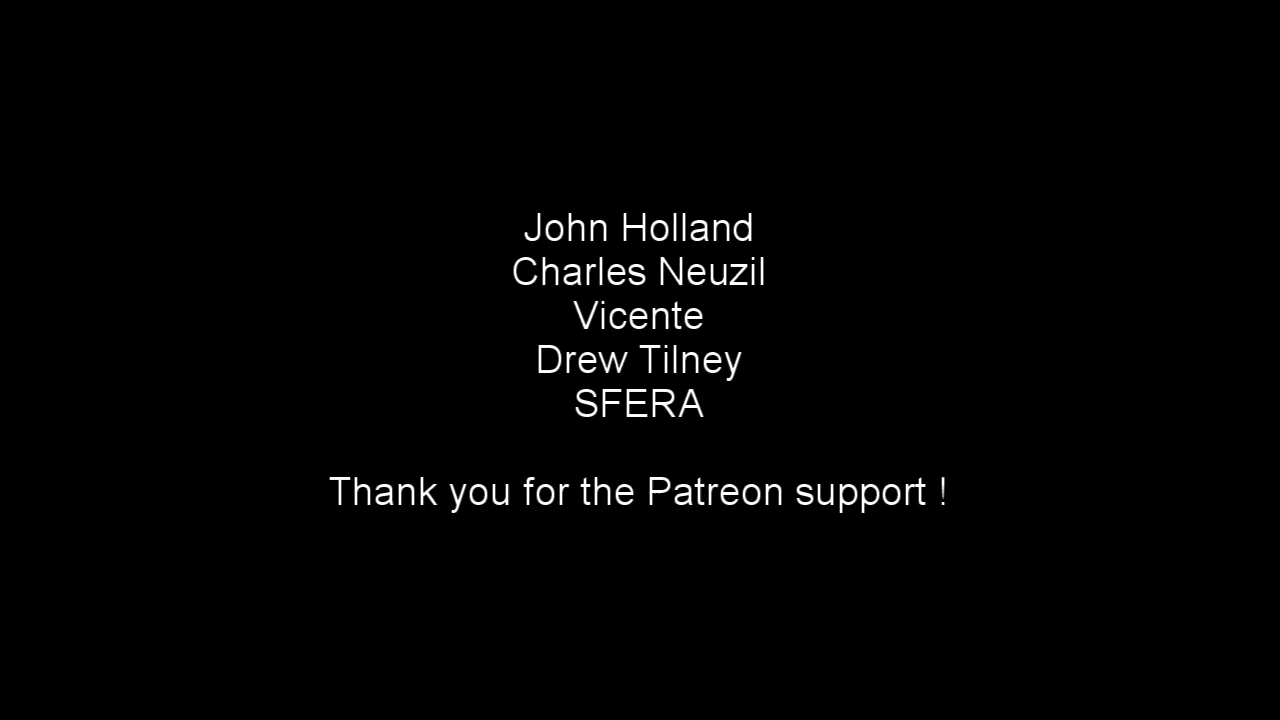 John Holland
Charles Neuzil
Vicente
Drew Tilney
SFERA
Thank you for the Patreon support !